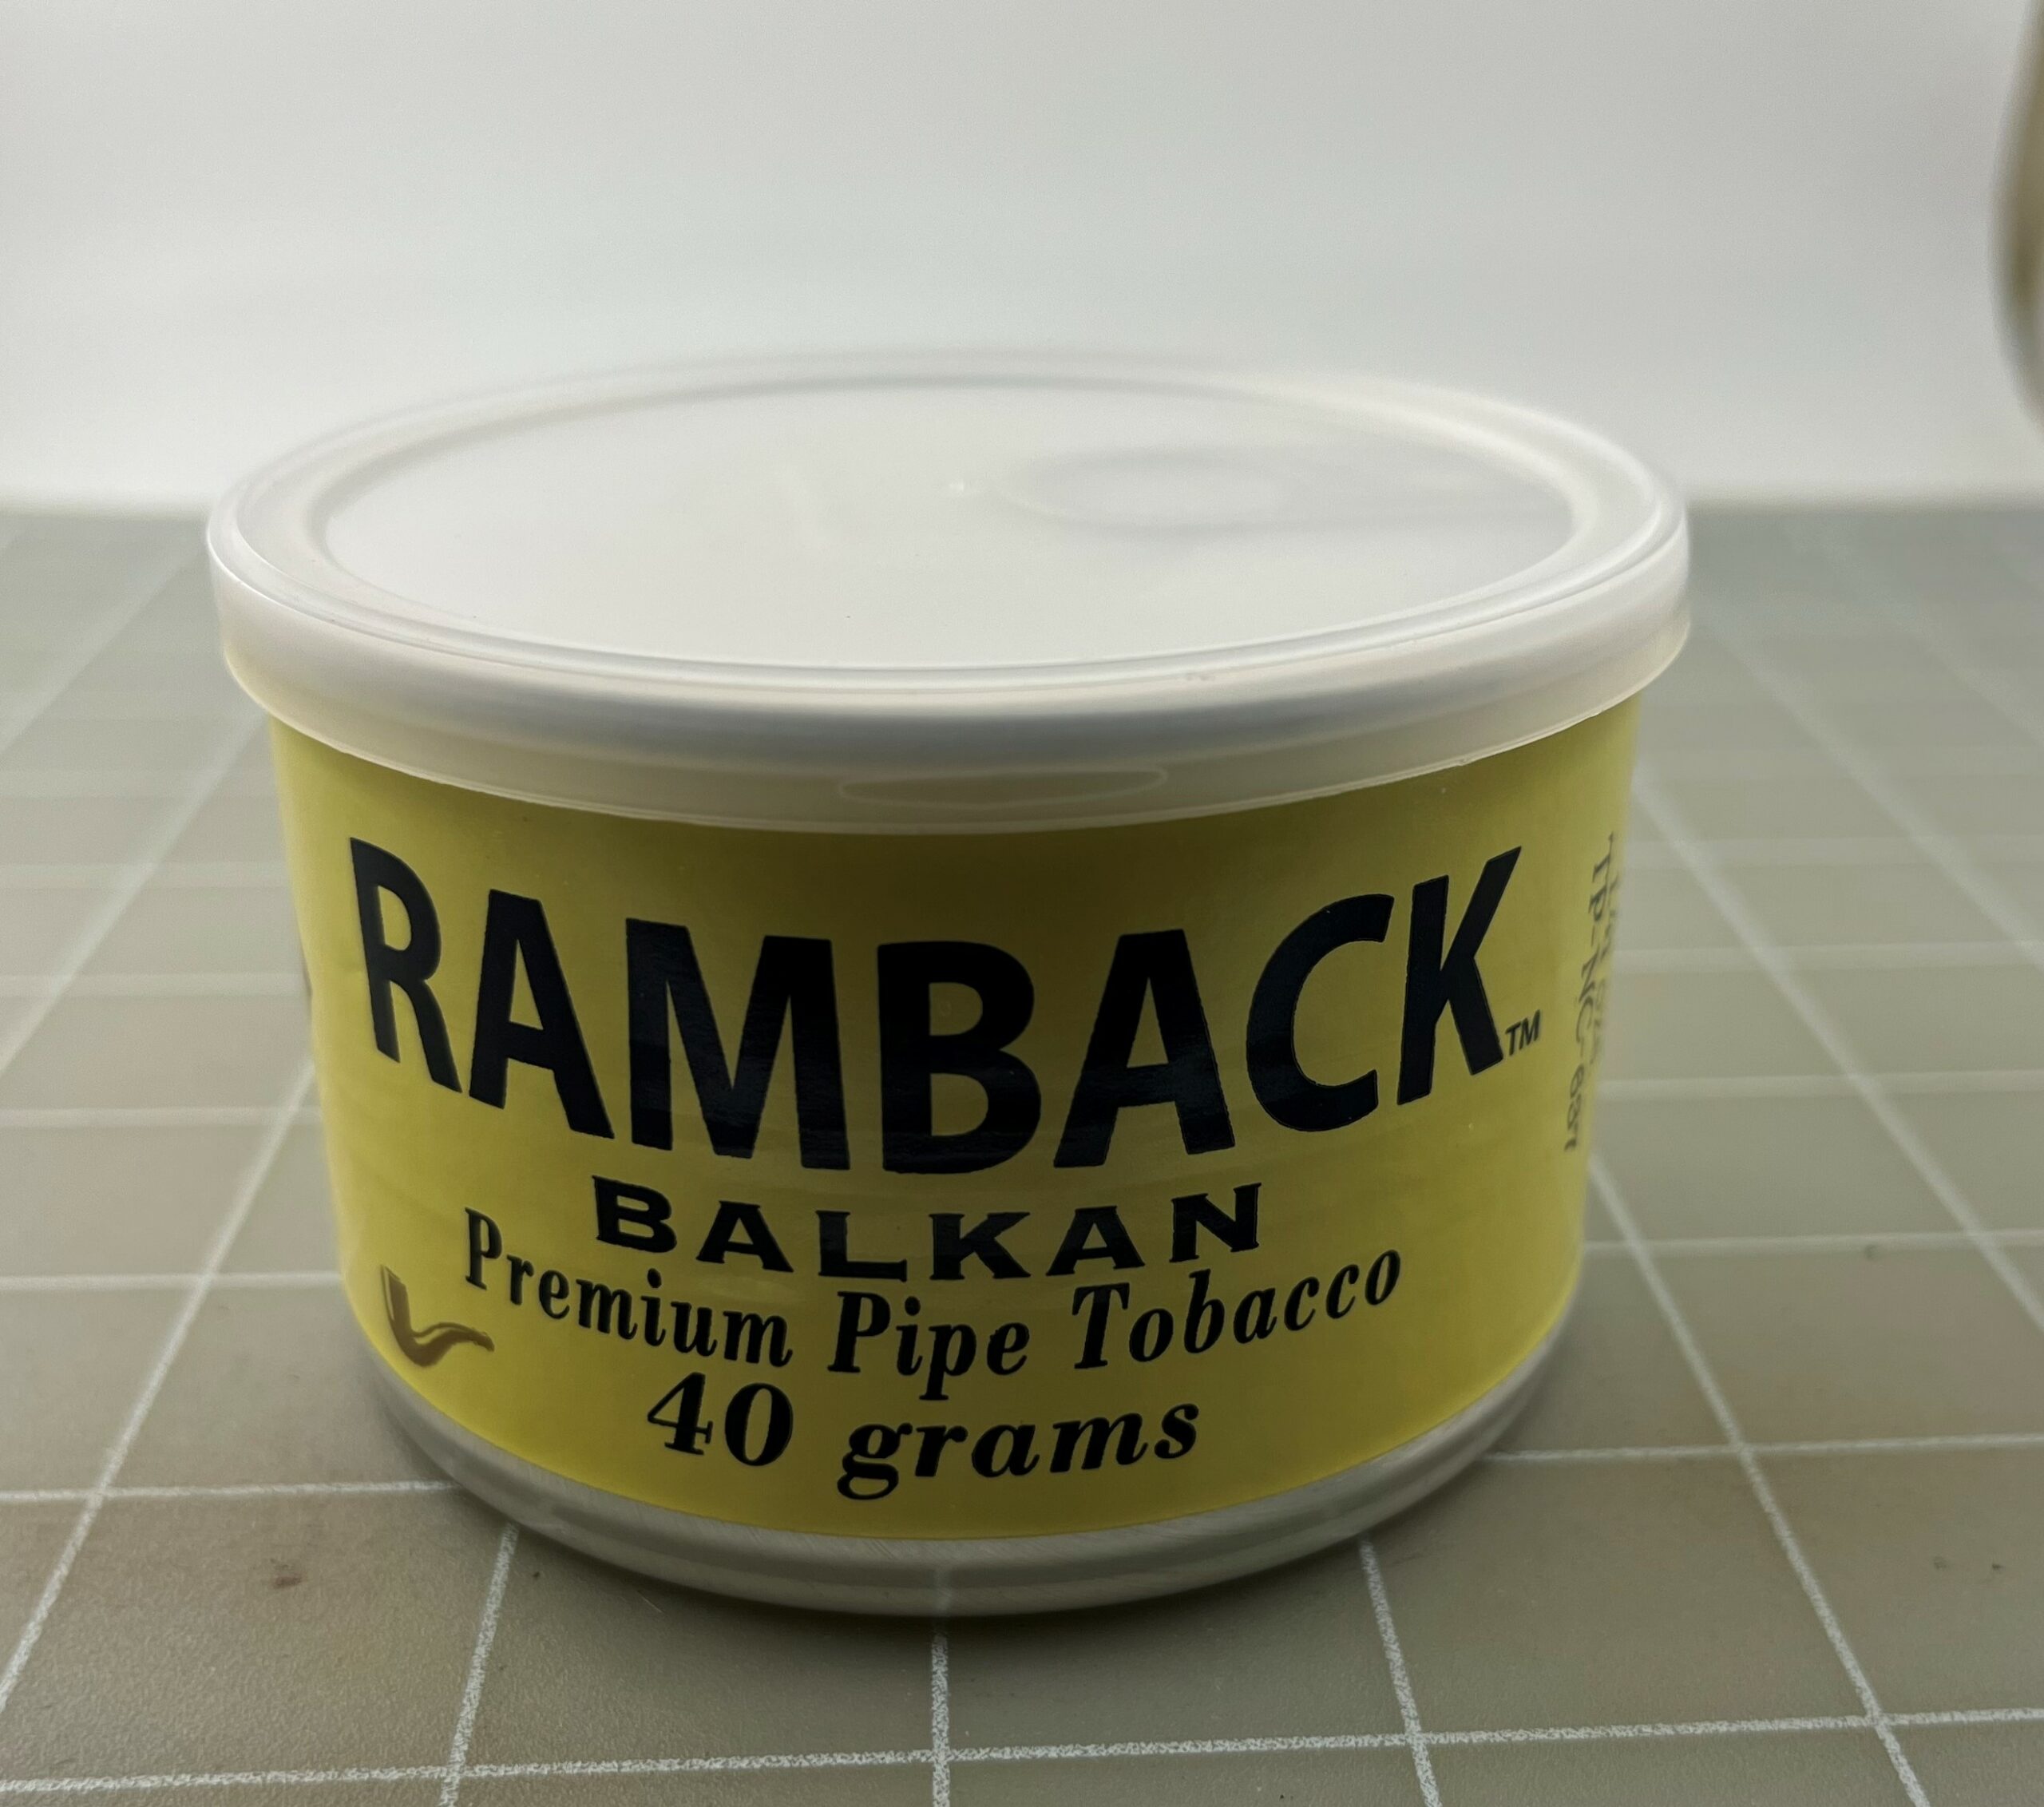 RAMBACK™
BALKAN
Premium Pipe Tobacco
40 grams